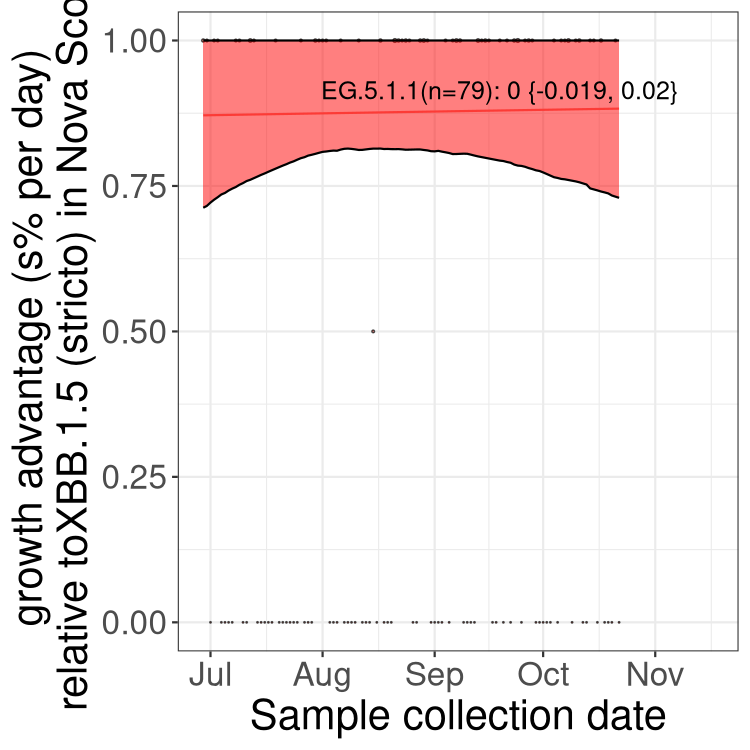 growth advantage (s% per day)
relative toXBB.1.5 (stricto) in Nova Sco
1.00
0.75
0.50
0.25
0.00
EG.5.1.1(n=79): 0 {-0.019, 0.02}
Jul Aug Sep Oct Nov
Sample collection date